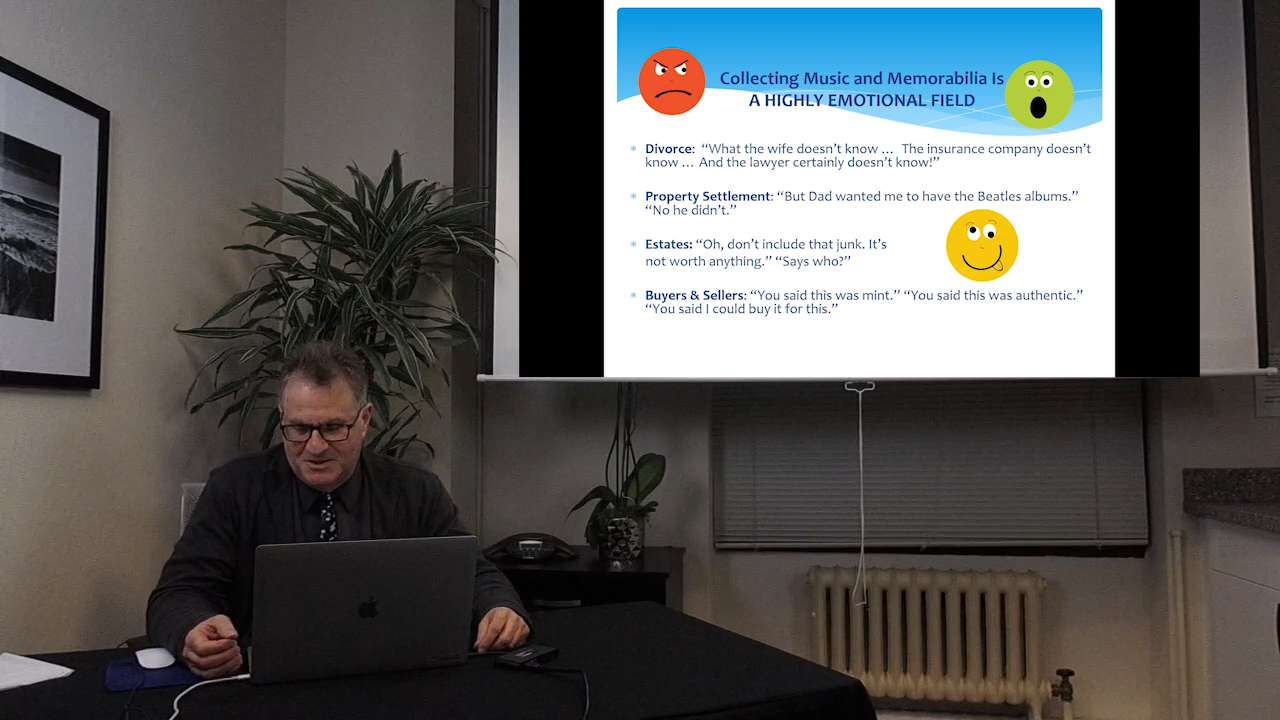 Collecting Music and Memorabilia Is
A HIGHLY EMOTIONAL FIELD
* Divorce: “What the wife doesn’t know … The insurance company doesn’t
know … And the lawyer certainly doesn’t know!”
* Property Settlement: “But Dad wanted me to have the Beatles albums.”
“No he didn’t.”
* Estates: “Oh, don’t include that junk. It’s
not worth anything.” “Says who?”
* Buyers & Sellers: “You said this was mint.” “You said this was authentic.”
“You said I could buy it for this.”